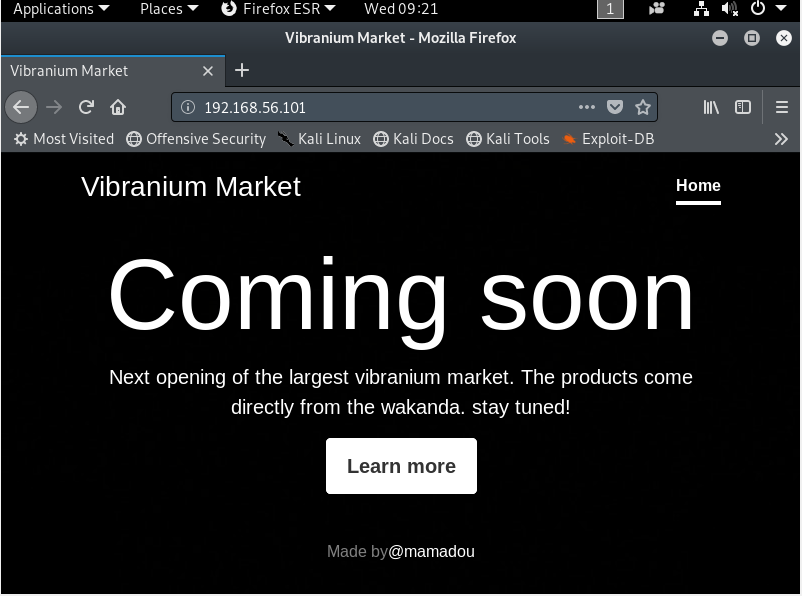 Applications Places Firefox ESR Wed 09:21 1
Vibranium Market - Mozilla Firefox
Vibranium Market
192.168.56.101
Most Visited Offensive Security Kali Linux Kali Docs Kali Tools Exploit-DB
Vibranium Market Home
Coming soon
Next opening of the largest vibranium market. The products come
directly from the wakanda. stay tuned!
Learn more
Made by@mamadou